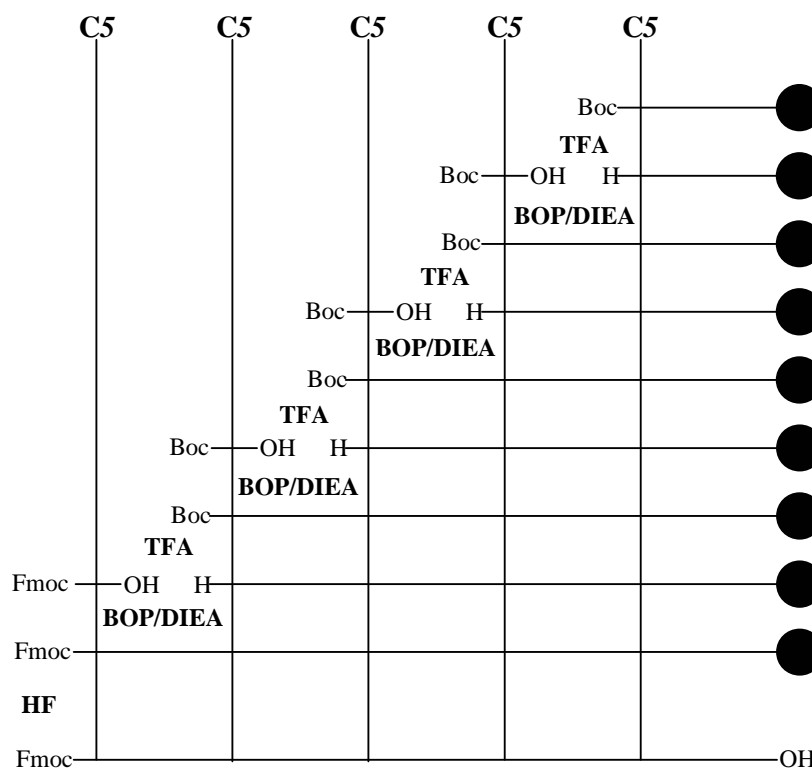 C5 C5 C5 C5 C5
Boc
TFA
Boc OH H
BOP/DIEA
Boc
TFA
Boc OH H
BOP/DIEA
Boc
TFA
Boc OH H
BOP/DIEA
Boc
TFA
Fmoc OH H
BOP/DIEA
Fmoc
HF
Fmoc OH